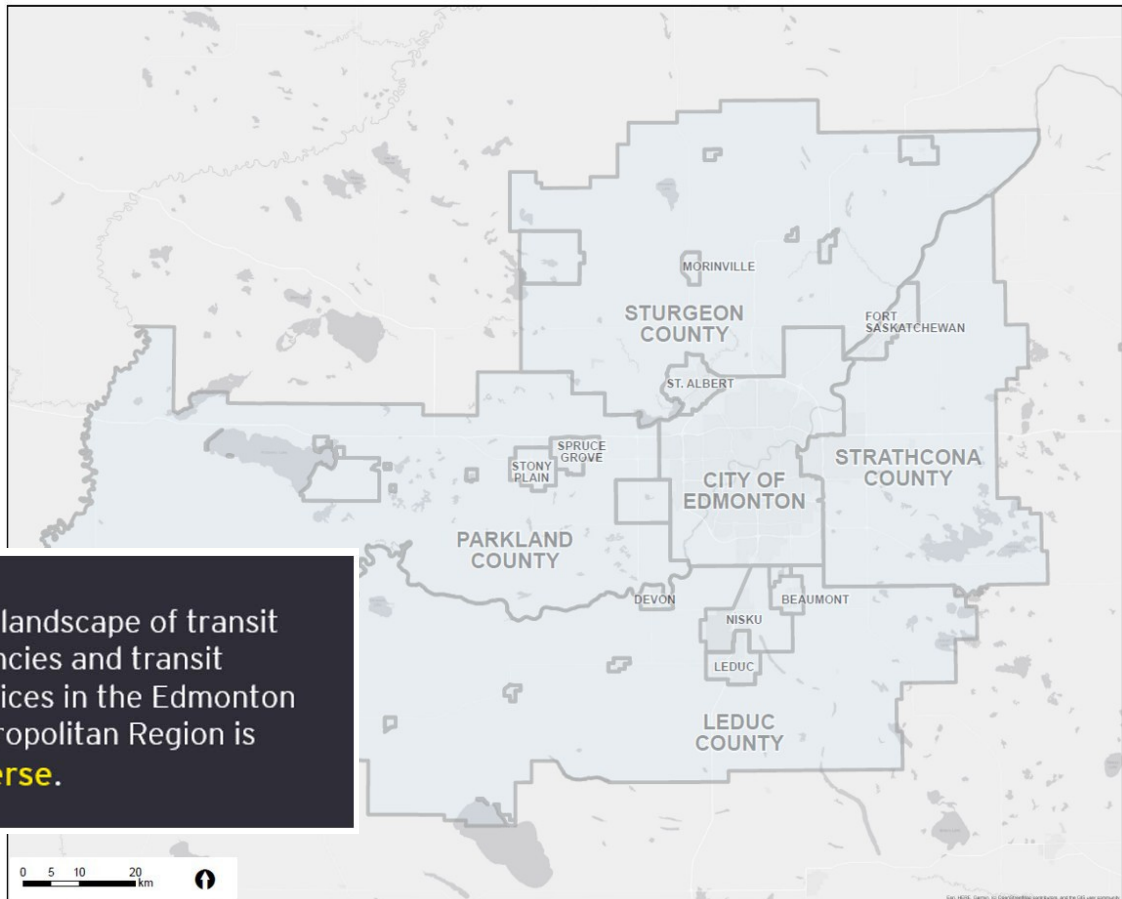 MORINVILLE
STURGEON
COUNTY
FORT
SASKATCHEWAN
ST. ALBERT
SPRUCE
GROVE
STONY
PLAIN
CITY OF
EDMONTON
STRATHCONA
COUNTY
PARKLAND
COUNTY
DEVON
BEAUMONT
NISKU
LEDUC
LEDUC
COUNTY
landscape of transit
ncies and transit
ices in the Edmonton
ropolitan Region is
erse.
0 5 10 20
km